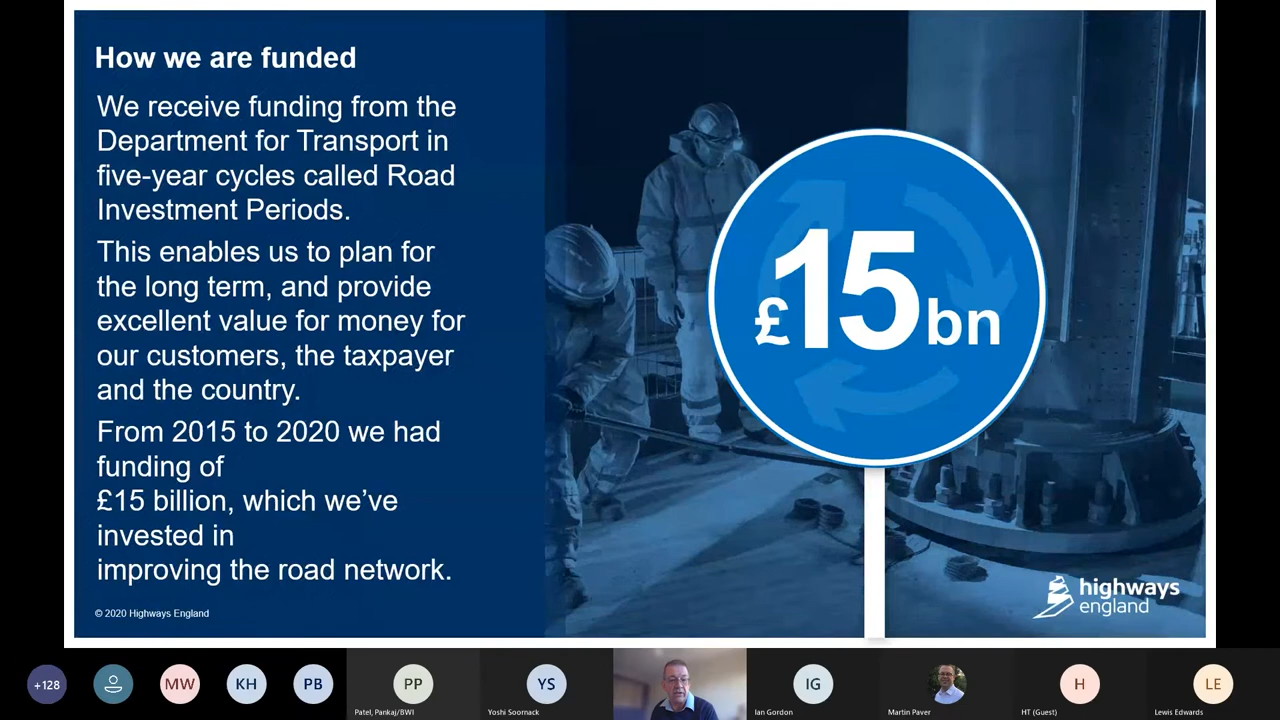 How we are funded
We receive funding from the
Department for Transport in
five-year cycles called Road
Investment Periods.
This enables us to plan for
the long term, and provide
excellent value for money for
our customers, the taxpayer
and the country.
From 2015 to 2020 we had
funding of
£15 billion, which we’ve
invested in
improving the road network.
© 2020 Highways England
£15bn
highways
england
+128
MW
KH
PB
PP
Patel, Pankaj/BWI
YS
Yoshi Soornack
IG
Ian Gordon
Martin Paver
H
HT (Guest)
LE
Lewis Edwards